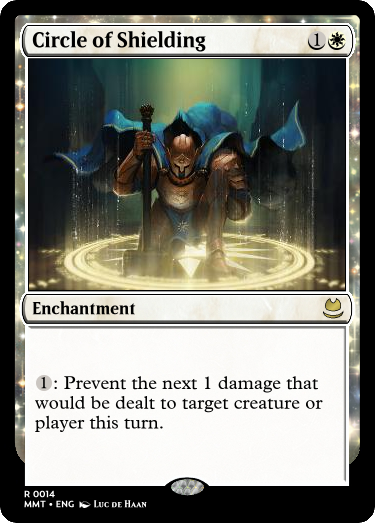 Circle of Shielding 1
Enchantment
1: Prevent the next 1 damage that
would be dealt to target creature or
player this turn.
R 0014
MMT • ENG LUC DE HAAN